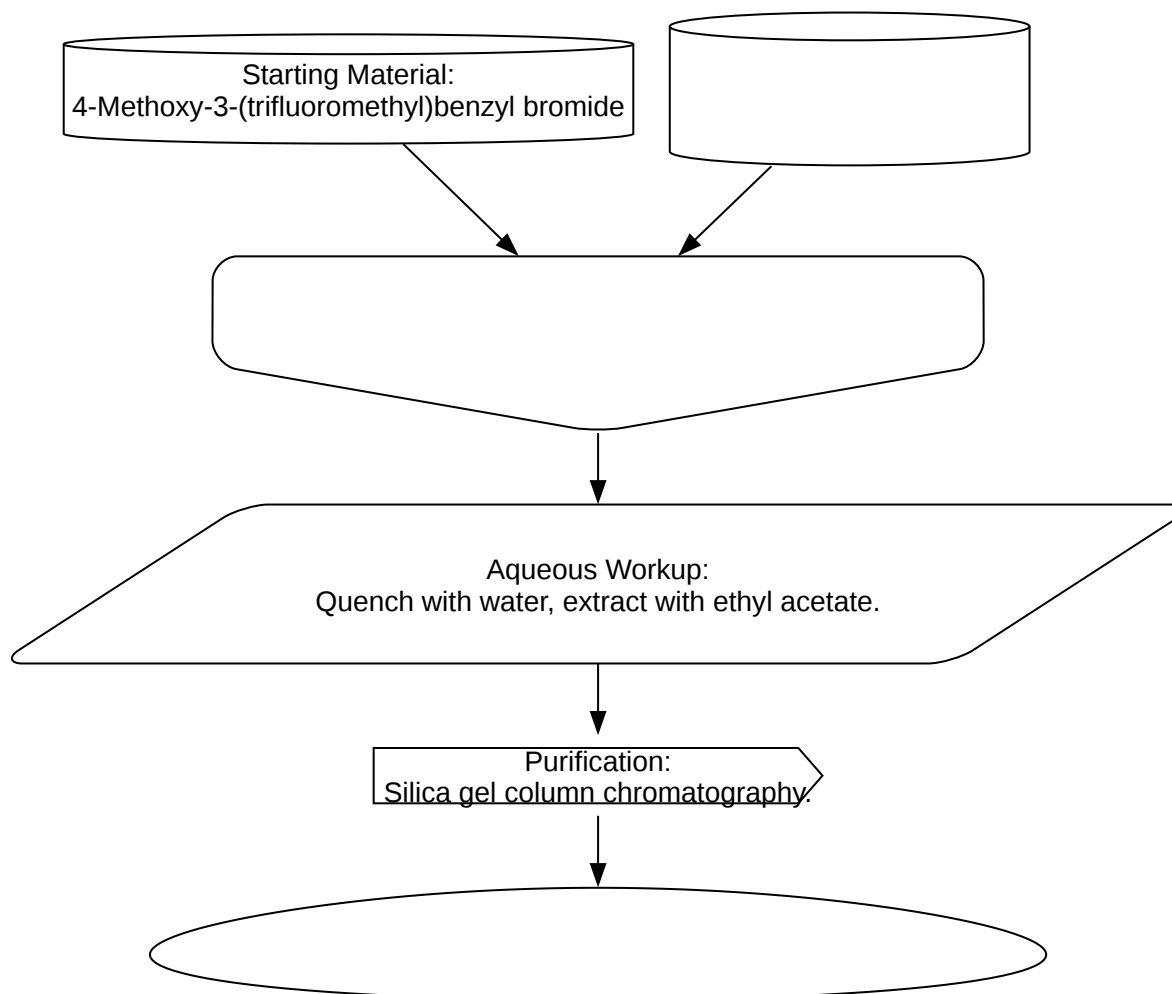 Starting Material:
4-Methoxy-3-(trifluoromethyl)benzyl bromide
Aqueous Workup:
Quench with water, extract with ethyl acetate.
Purification:
Silica gel column chromatography.